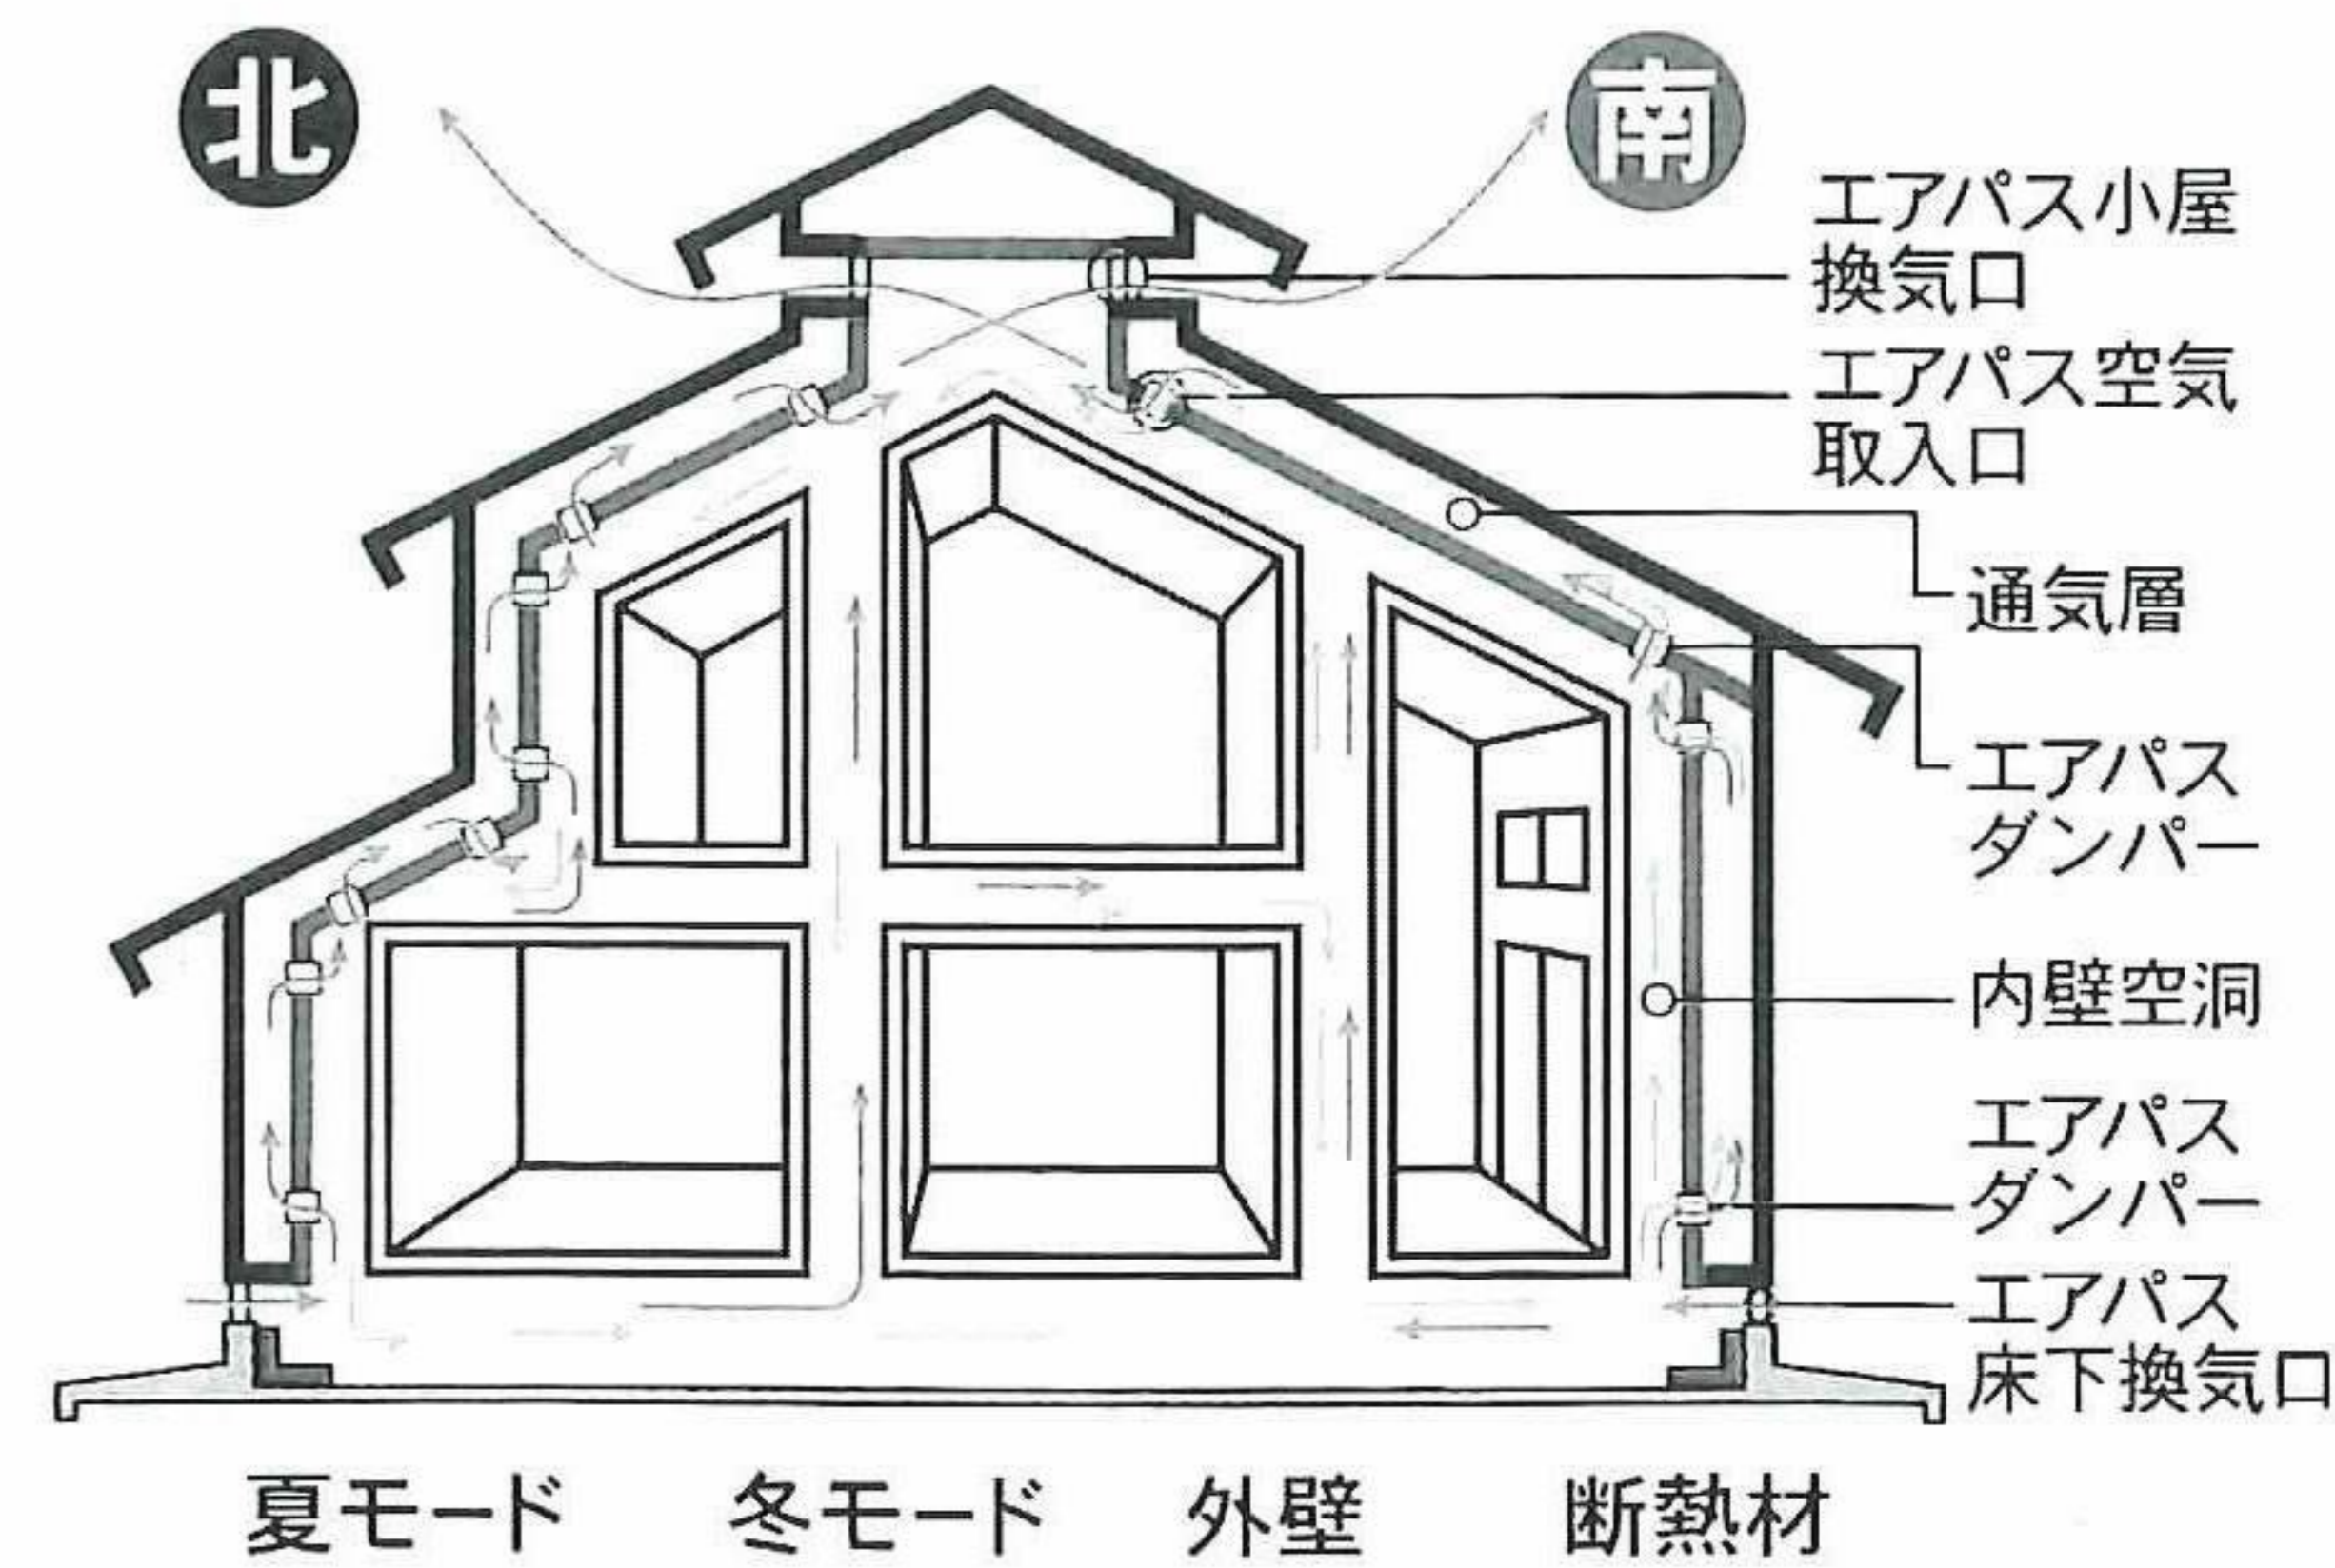 北
南
エアパス小屋
換気口
エアパス空気
取入口
通気層
エアパス
ダンパー
内壁空洞
エアパス
ダンパー
エアパス
床下換気口
夏モード 冬モード 外壁 断熱材